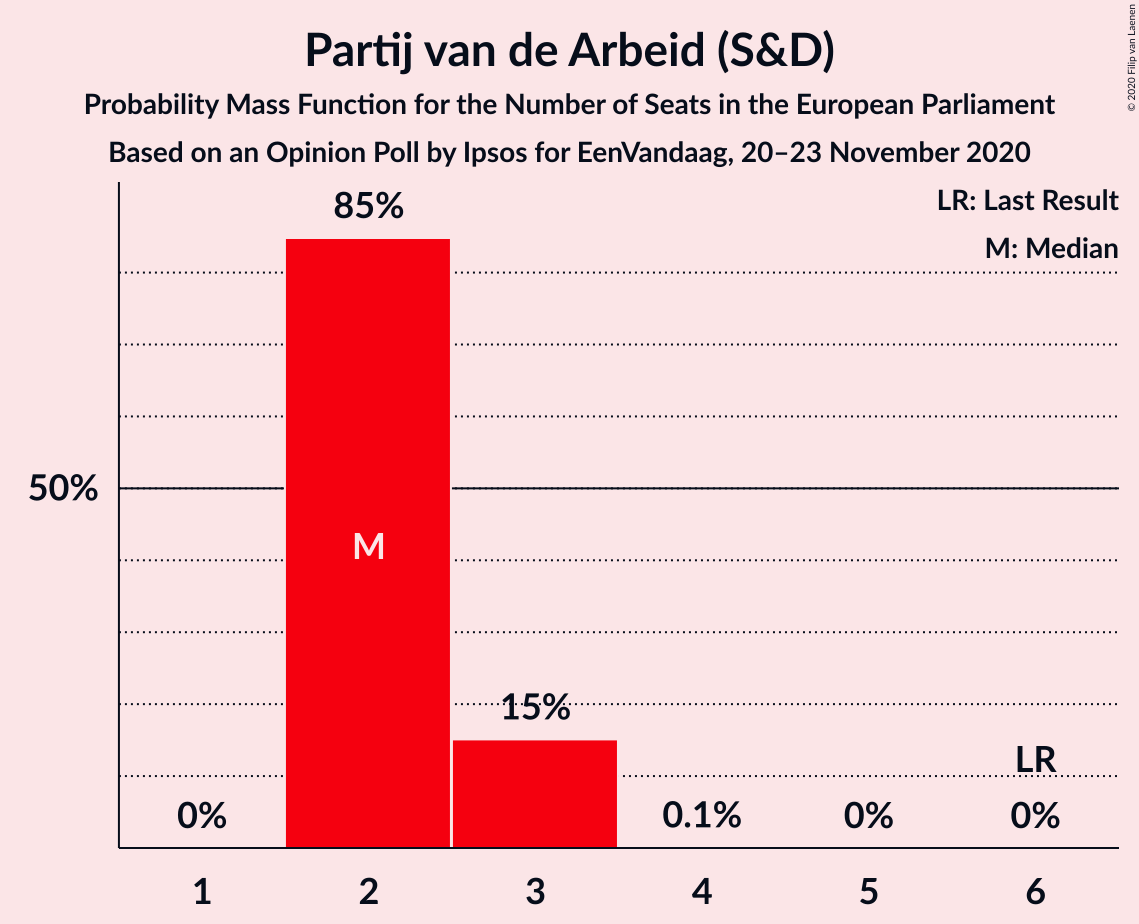 Partij van de Arbeid (S&D)
Probability Mass Function for the Number of Seats in the European Parliament
Based on an Opinion Poll by Ipsos for EenVandaag, 20–23 November 2020
© 2020 Filip van Laenen
LR: Last Result
M: Median
85%
50%
M
15%
LR
0%
0.1%
0%
0%
1
2
3
4
5
6